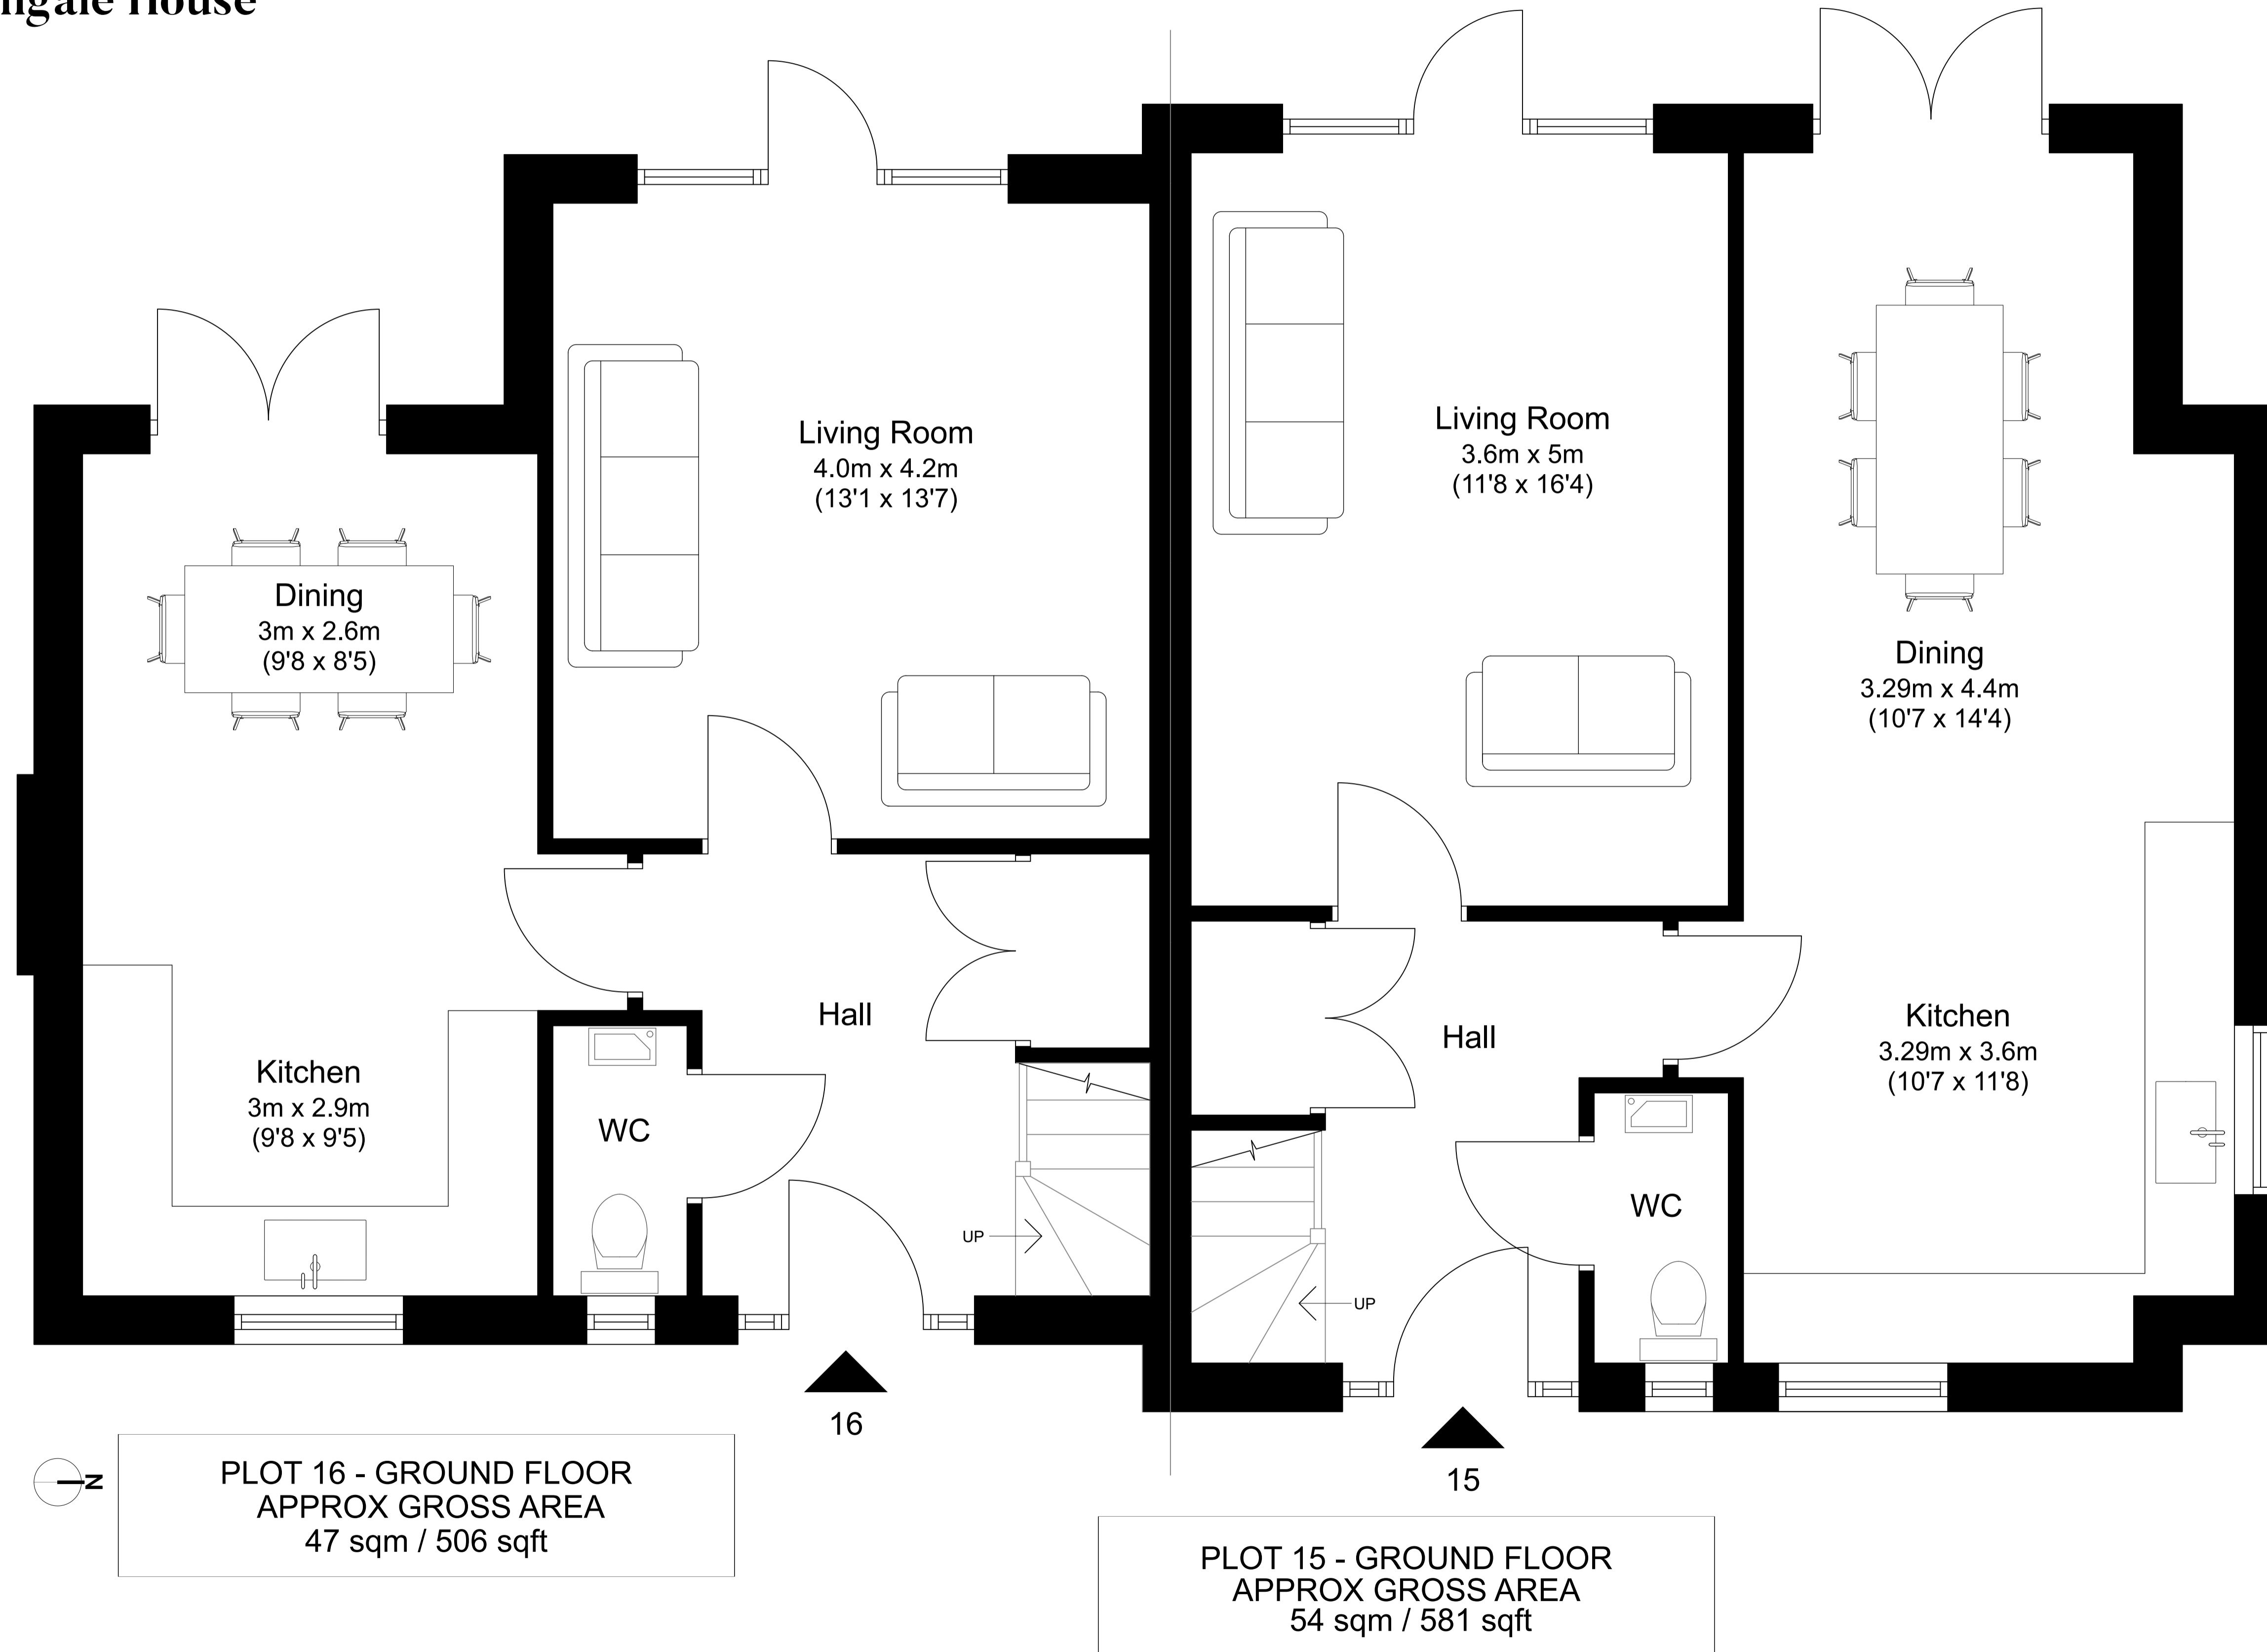 House
Living Room
4.0m x 4.2m
(13'1 x 13'7)
Living Room
3.6m x 5m
(11'8 x 16'4)
Dining
3m x 2.6m
(9'8 x 8'5)
Dining
3.29m x 4.4m
(10'7 x 14'4)
Hall
Hall
Kitchen
3.29m x 3.6m
(10'7 x 11'8)
Kitchen
3m x 2.9m
(9'8 x 9'5)
WC
WC
UP
UP
16
15
N
PLOT 16 - GROUND FLOOR
APPROX GROSS AREA
47 sqm / 506 sqft
PLOT 15 - GROUND FLOOR
APPROX GROSS AREA
54 sqm / 581 sqft